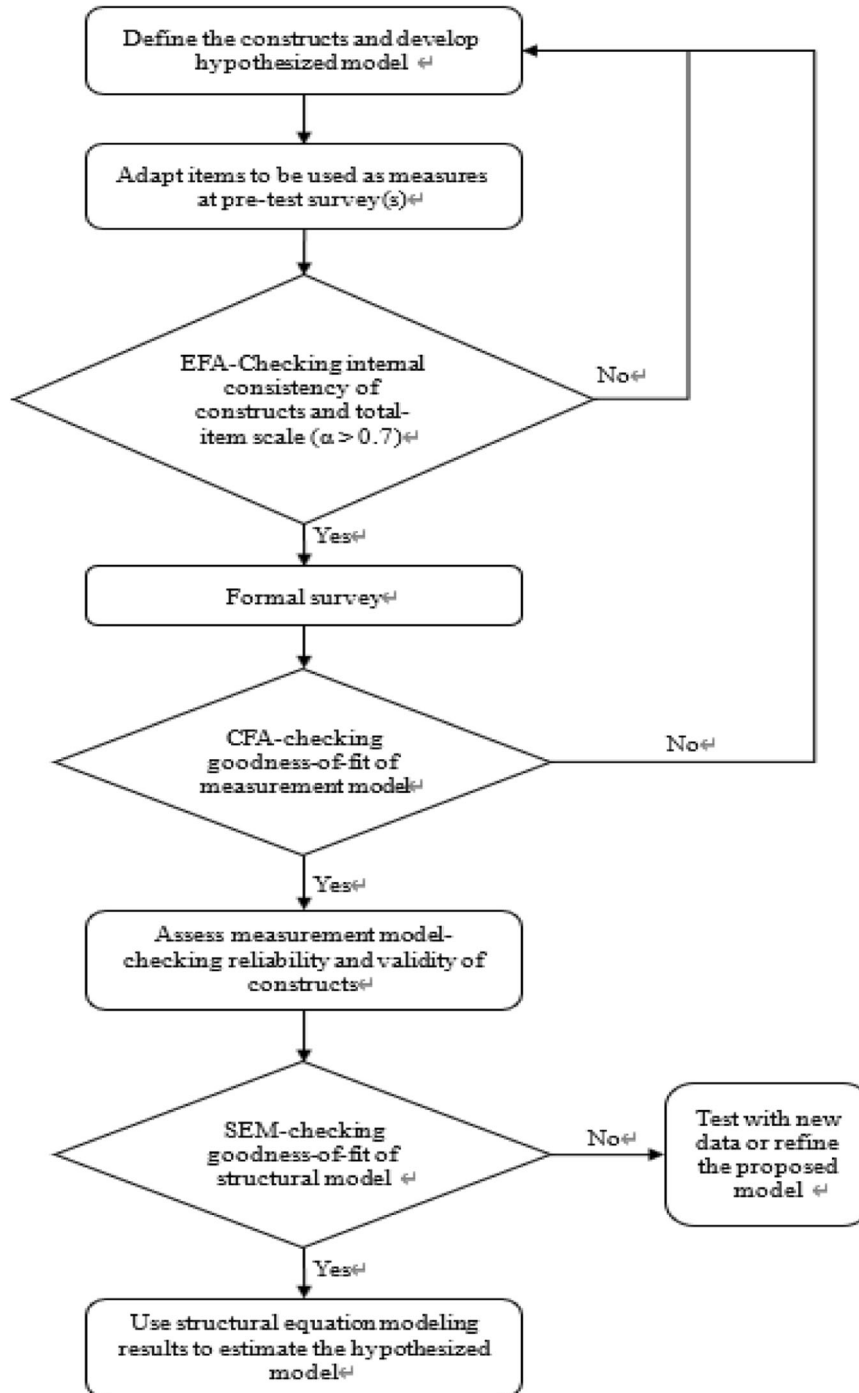 Define the constructs and develop
hypothesized model ↵
Adapt items to be used as measures
at pre-test survey(s)↵
EFA-Checking internal
consistency of
constructs and total-
item scale (α > 0.7)↵
No↵
Yes↵
Formal survey↵
CFA-checking
goodness-of-fit of
measurement model↵
No↵
Yes↵
Assess measurement model-
checking reliability and validity of
constructs↵
SEM-checking
goodness-of-fit of
structural model ↵
No↵
Test with new
data or refine
the proposed
model ↵
Yes↵
Use structural equation modeling
results to estimate the hypothesized
model↵